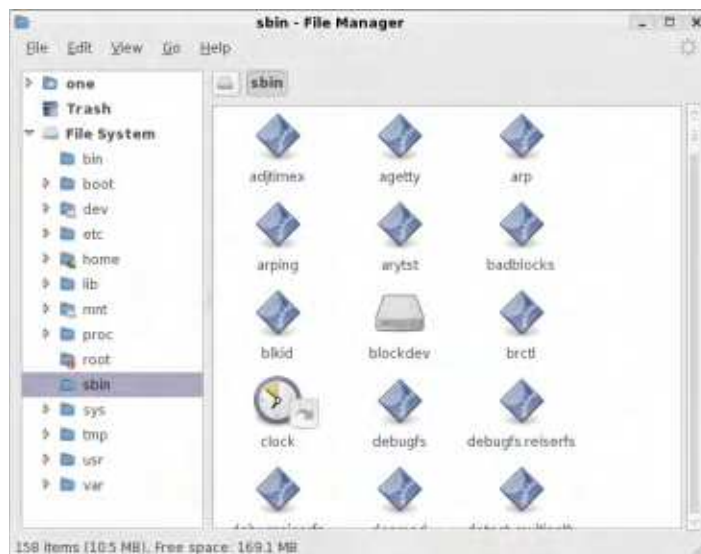 sbin - File Manager
File Edit View Go Help
one
Trash
File System
bin
boot
dev
etc
home
lib
mnt
proc
root
sbin
sys
tmp
usr
var
sbin
adjtimex agetty arp
arping arytst badblocks
blkid blockdev brctl
clock debugfs debugfs.reiserfs
158 items (10.5 MB), Free space: 169.1 MB